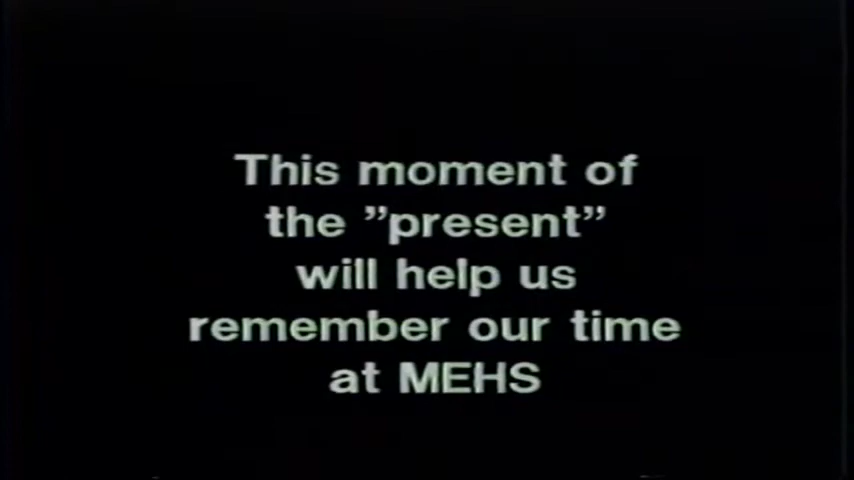 This moment of
the ”present”
will help us
remember our time
at MEHS